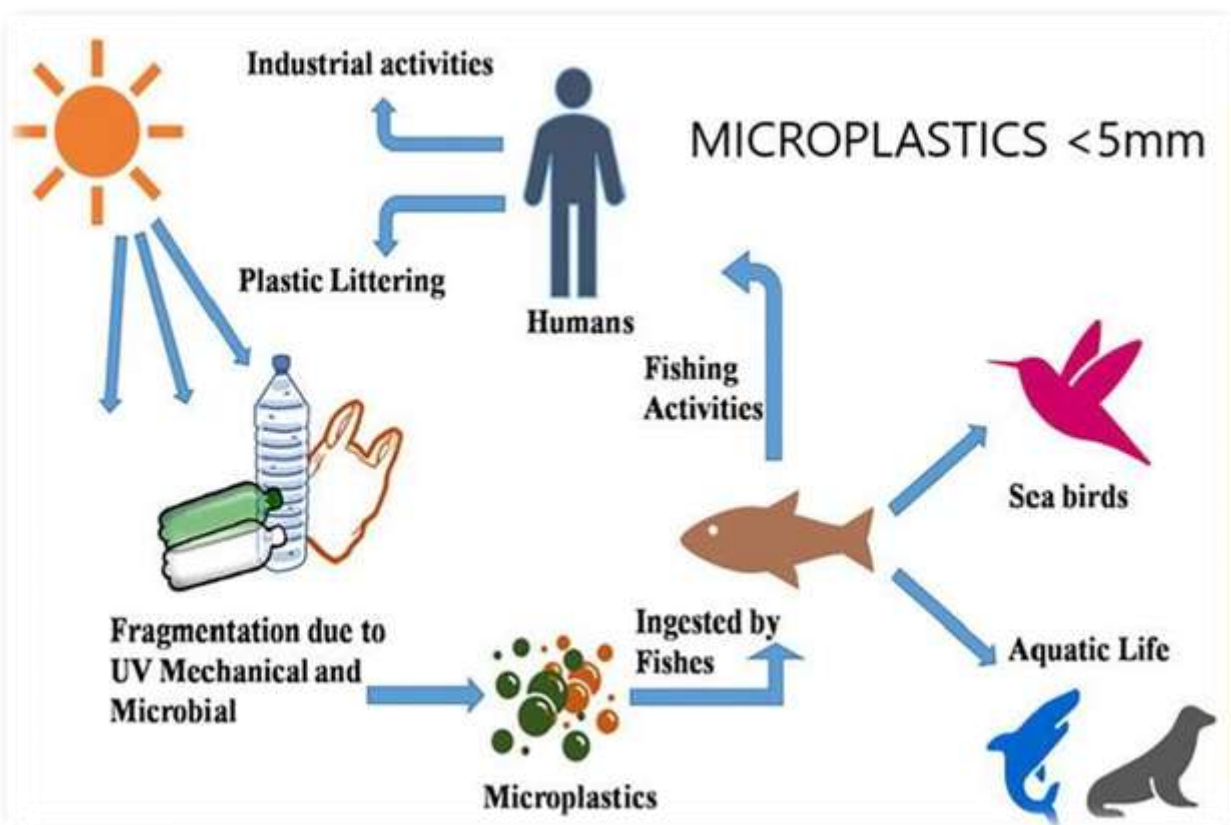 Industrial activities
MICROPLASTICS <5mm
Plastic Littering
Humans
Fishing
Activities
Sea birds
Fragmentation due to
UV Mechanical and
Microbial
Ingested by
Fishes
Aquatic Life
Microplastics